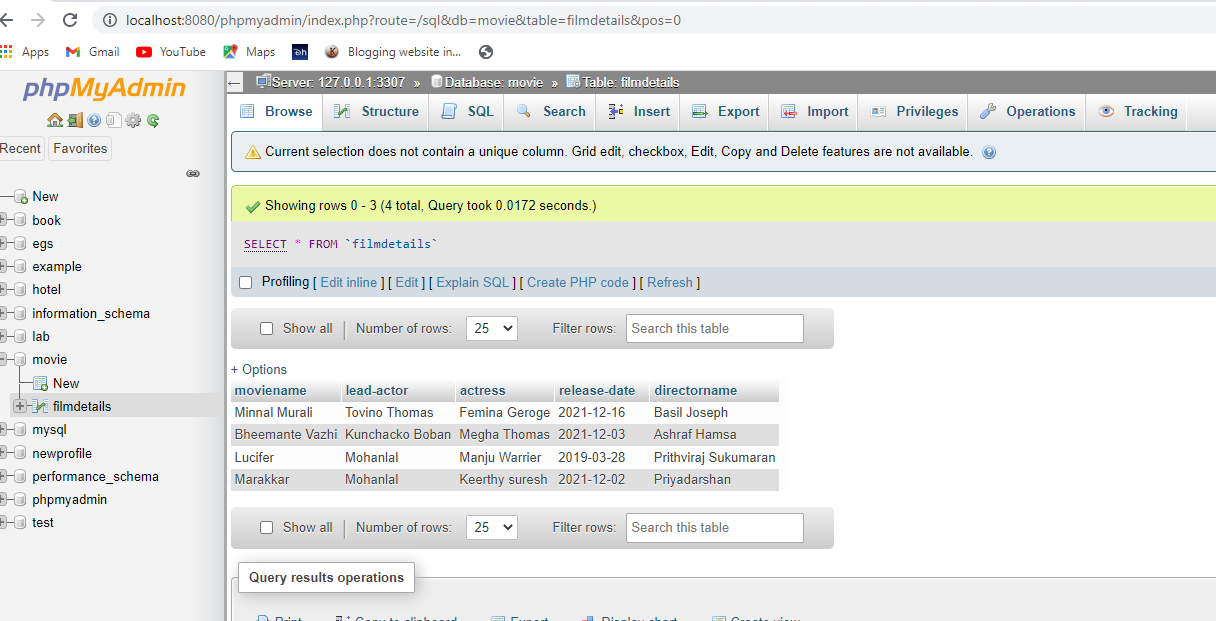 localhost:8080/phpmyadmin/index.php?route=/sql&db=movie&table=filmdetails&pos=0
Apps Gmail YouTube Maps Blogging website in...
phpMyAdmin
Recent Favorites
New
book
egs
example
hotel
information_schema
lab
movie
New
filmdetails
mysql
newprofile
performance_schema
phpmyadmin
test
Server: 127.0.0.1:3307 » Database: movie » Table: filmdetails
Browse Structure SQL Search Insert Export Import Privileges Operations Tracking
Current selection does not contain a unique column. Grid edit, checkbox, Edit, Copy and Delete features are not available.
Showing rows 0 - 3 (4 total, Query took 0.0172 seconds.)
SELECT * FROM `filmdetails`
Profiling [ Edit inline ] [ Edit ] [ Explain SQL ] [ Create PHP code ] [ Refresh ]
Show all | Number of rows: 25 Filter rows: Search this table
+ Options
moviename lead-actor actress release-date directorname
Minnal Murali Tovino Thomas Femina Geroge 2021-12-16 Basil Joseph
Bheemante Vazhi Kunchacko Boban Megha Thomas 2021-12-03 Ashraf Hamsa
Lucifer Mohanlal Manju Warrier 2019-03-28 Prithviraj Sukumaran
Marakkar Mohanlal Keerthy suresh 2021-12-02 Priyadarshan
Show all | Number of rows: 25 Filter rows: Search this table
Query results operations
Print Copy to clipboard Export Display chart Create view